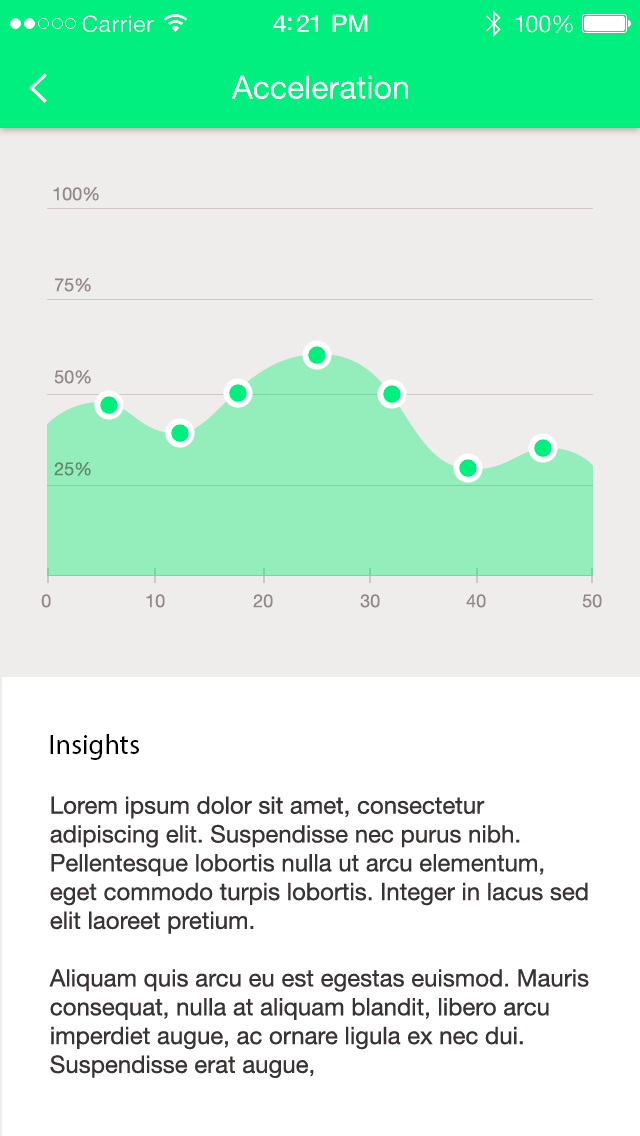 Carrier 4:21 PM 100%
Acceleration
100%
75%
50%
25%
0 10 20 30 40 50
Insights
Lorem ipsum dolor sit amet, consectetur
adipiscing elit. Suspendisse nec purus nibh.
Pellentesque lobortis nulla ut arcu elementum,
eget commodo turpis lobortis. Integer in lacus sed
elit laoreet pretium.
Aliquam quis arcu eu est egestas euismod. Mauris
consequat, nulla at aliquam blandit, libero arcu
imperdiet augue, ac ornare ligula ex nec dui.
Suspendisse erat augue,